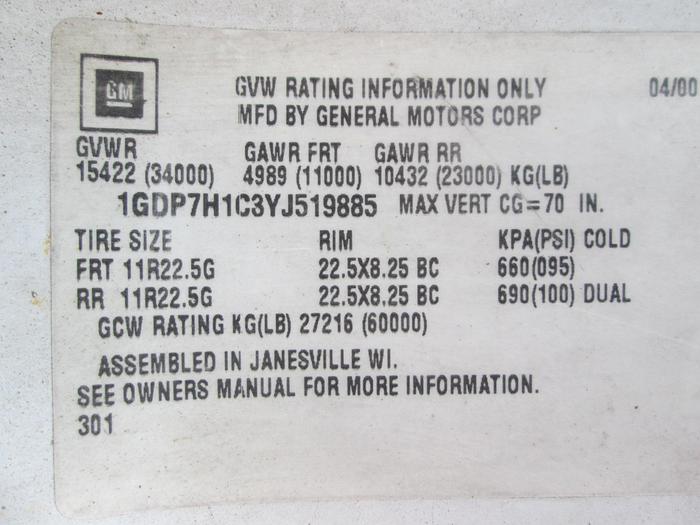 GM
GVW RATING INFORMATION ONLY 04/00
MFD BY GENERAL MOTORS CORP
GVWR GAWR FRT GAWR RR
15422 (34000) 4989 (11000) 10432 (23000) KG(LB)
1GDP7H1C3YJ519885 MAX VERT CG=70 IN.
TIRE SIZE RIM KPA(PSI) COLD
FRT 11R22.5G 22.5X8.25 BC 660(095)
RR 11R22.5G 22.5X8.25 BC 690(100) DUAL
GCW RATING KG(LB) 27216 (60000)
ASSEMBLED IN JANESVILLE WI.
SEE OWNERS MANUAL FOR MORE INFORMATION.
301